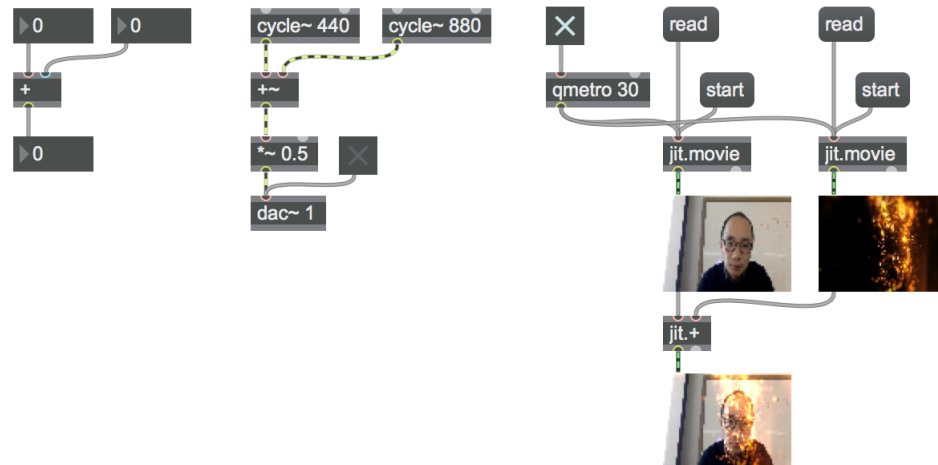 0
0
+
0
cycle~ 440
cycle~ 880
+~
*~ 0.5
dac~ 1
read
read
qmetro 30
start
start
jit.movie
jit.movie
jit.+